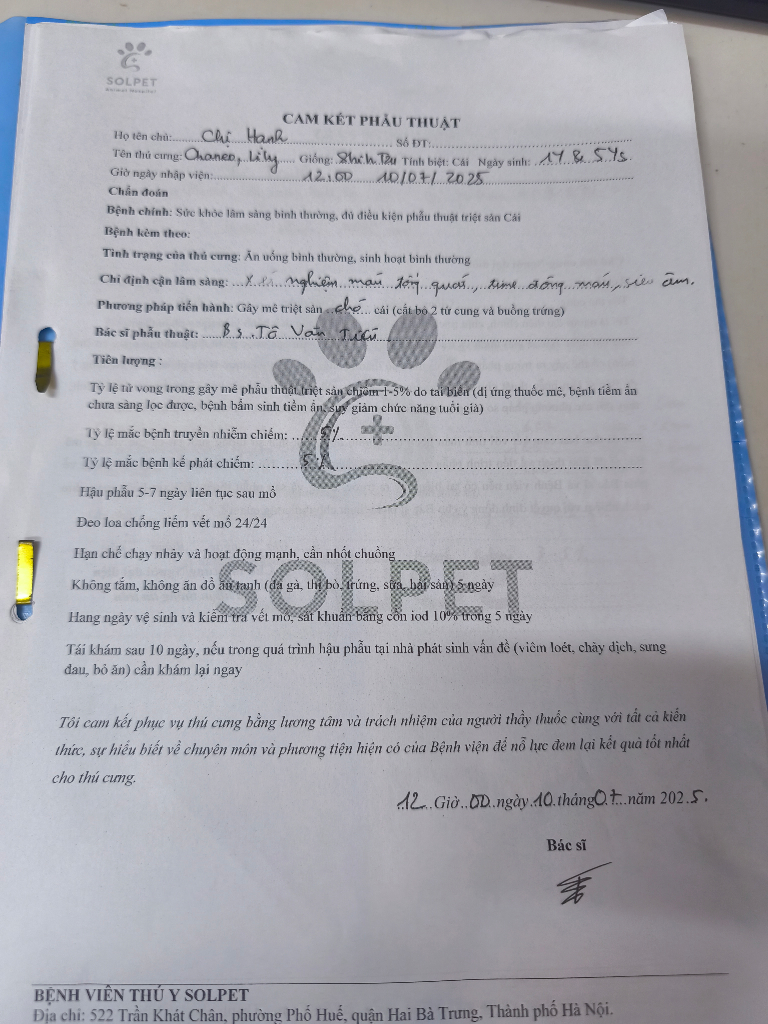 SOLPET
Animal Hospital
CAM KẾT PHẪU THUẬT
Họ tên chủ: Chị Hạnh Số ĐT:
Tên thú cưng: Chaneo, Lily Giống: Shih Tzu Tính biệt: Cái Ngày sinh: 1Y & 5Ys.
Giờ ngày nhập viện: 12:00 10/07/2025
Chẩn đoán
Bệnh chính: Sức khỏe lâm sàng bình thường, đủ điều kiện phẫu thuật triệt sản Cái
Bệnh kèm theo:
Tình trạng của thú cưng: Ăn uống bình thường, sinh hoạt bình thường
Chỉ định cận lâm sàng: Xét nghiệm máu tổng quát, time đông máu, siêu âm.
Phương pháp tiến hành: Gây mê triệt sản chó cái (cắt bỏ 2 tử cung và buồng trứng)
Bác sĩ phẫu thuật: Bs. Tô Văn
Tiên lượng :
Tỷ lệ tử vong trong gây mê phẫu thuật triệt sản chiếm 1-5% do tai biến (dị ứng thuốc mê, bệnh tiềm ẩn
chưa sàng lọc được, bệnh bẩm sinh tiềm ẩn, suy giảm chức năng tuổi già)
Tỷ lệ mắc bệnh truyền nhiễm chiếm: 5%
Tỷ lệ mắc bệnh kế phát chiếm: 5%
Hậu phẫu 5-7 ngày liên tục sau mổ
Đeo loa chống liếm vết mổ 24/24
Hạn chế chạy nhảy và hoạt động mạnh, cần nhốt chuồng
Không tắm, không ăn đồ ăn tanh (da gà, thịt bò, trứng, sữa, hải sản) 5 ngày
Hang ngày vệ sinh và kiểm tra vết mổ, sát khuẩn bằng cồn iod 10% trong 5 ngày
Tái khám sau 10 ngày, nếu trong quá trình hậu phẫu tại nhà phát sinh vấn đề (viêm loét, chảy dịch, sưng
đau, bỏ ăn) cần khám lại ngay
SOLPET
Tôi cam kết phục vụ thú cưng bằng lương tâm và trách nhiệm của người thầy thuốc cùng với tất cả kiến
thức, sự hiểu biết về chuyên môn và phương tiện hiện có của Bệnh viện để nỗ lực đem lại kết quả tốt nhất
cho thú cưng.
12 Giờ 00 ngày 10 tháng 07 năm 2025.
Bác sĩ
BỆNH VIỆN THÚ Y SOLPET
Địa chỉ: 522 Trần Khát Chân, phường Phố Huế, quận Hai Bà Trưng, Thành phố Hà Nội.